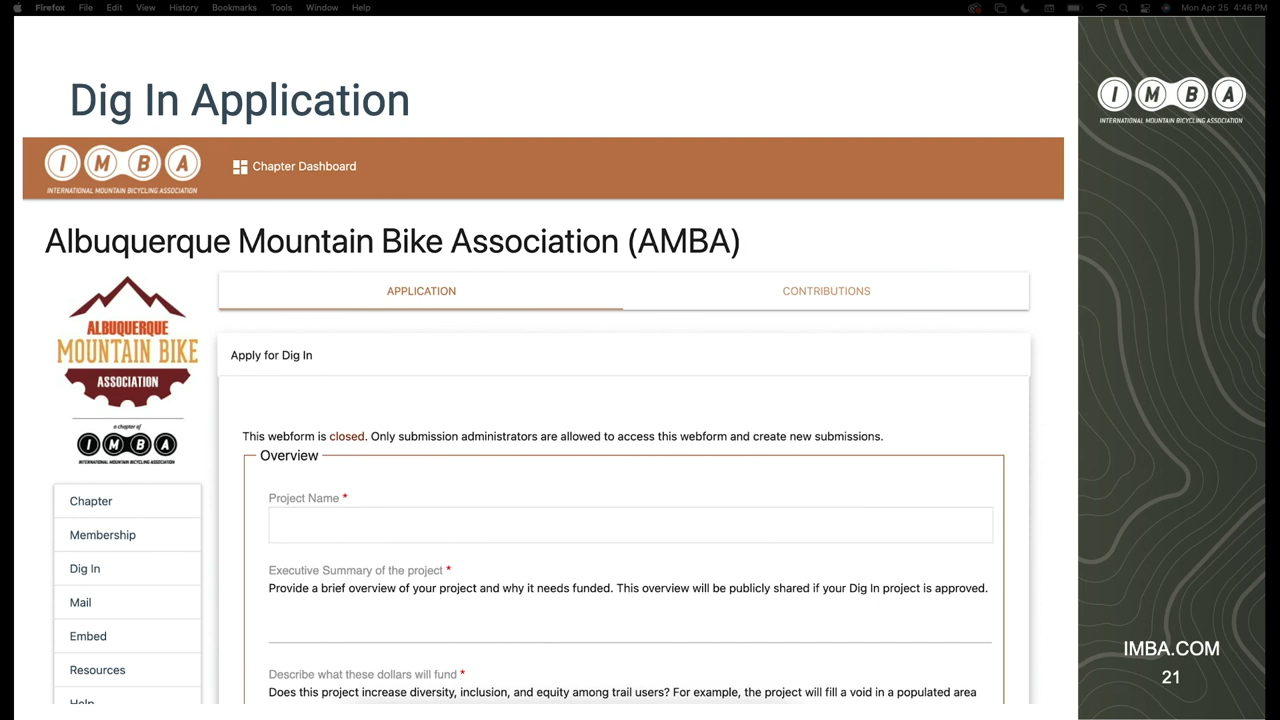 Firefox File Edit View History Bookmarks Tools Window Help Mon Apr 25 4:46 PM
Dig In Application
I M B A
INTERNATIONAL MOUNTAIN BICYCLING ASSOCIATION
I M B A
INTERNATIONAL MOUNTAIN BICYCLING ASSOCIATION
Chapter Dashboard
Albuquerque Mountain Bike Association (AMBA)
ALBUQUERQUE
MOUNTAIN BIKE
ASSOCIATION
a chapter of
I M B A
INTERNATIONAL MOUNTAIN BICYCLING ASSOCIATION
APPLICATION CONTRIBUTIONS
Apply for Dig In
This webform is closed. Only submission administrators are allowed to access this webform and create new submissions.
Overview
Project Name *
Executive Summary of the project *
Provide a brief overview of your project and why it needs funded. This overview will be publicly shared if your Dig In project is approved.
Describe what these dollars will fund *
Does this project increase diversity, inclusion, and equity among trail users? For example, the project will fill a void in a populated area
Chapter
Membership
Dig In
Mail
Embed
Resources
Help
IMBA.COM
21